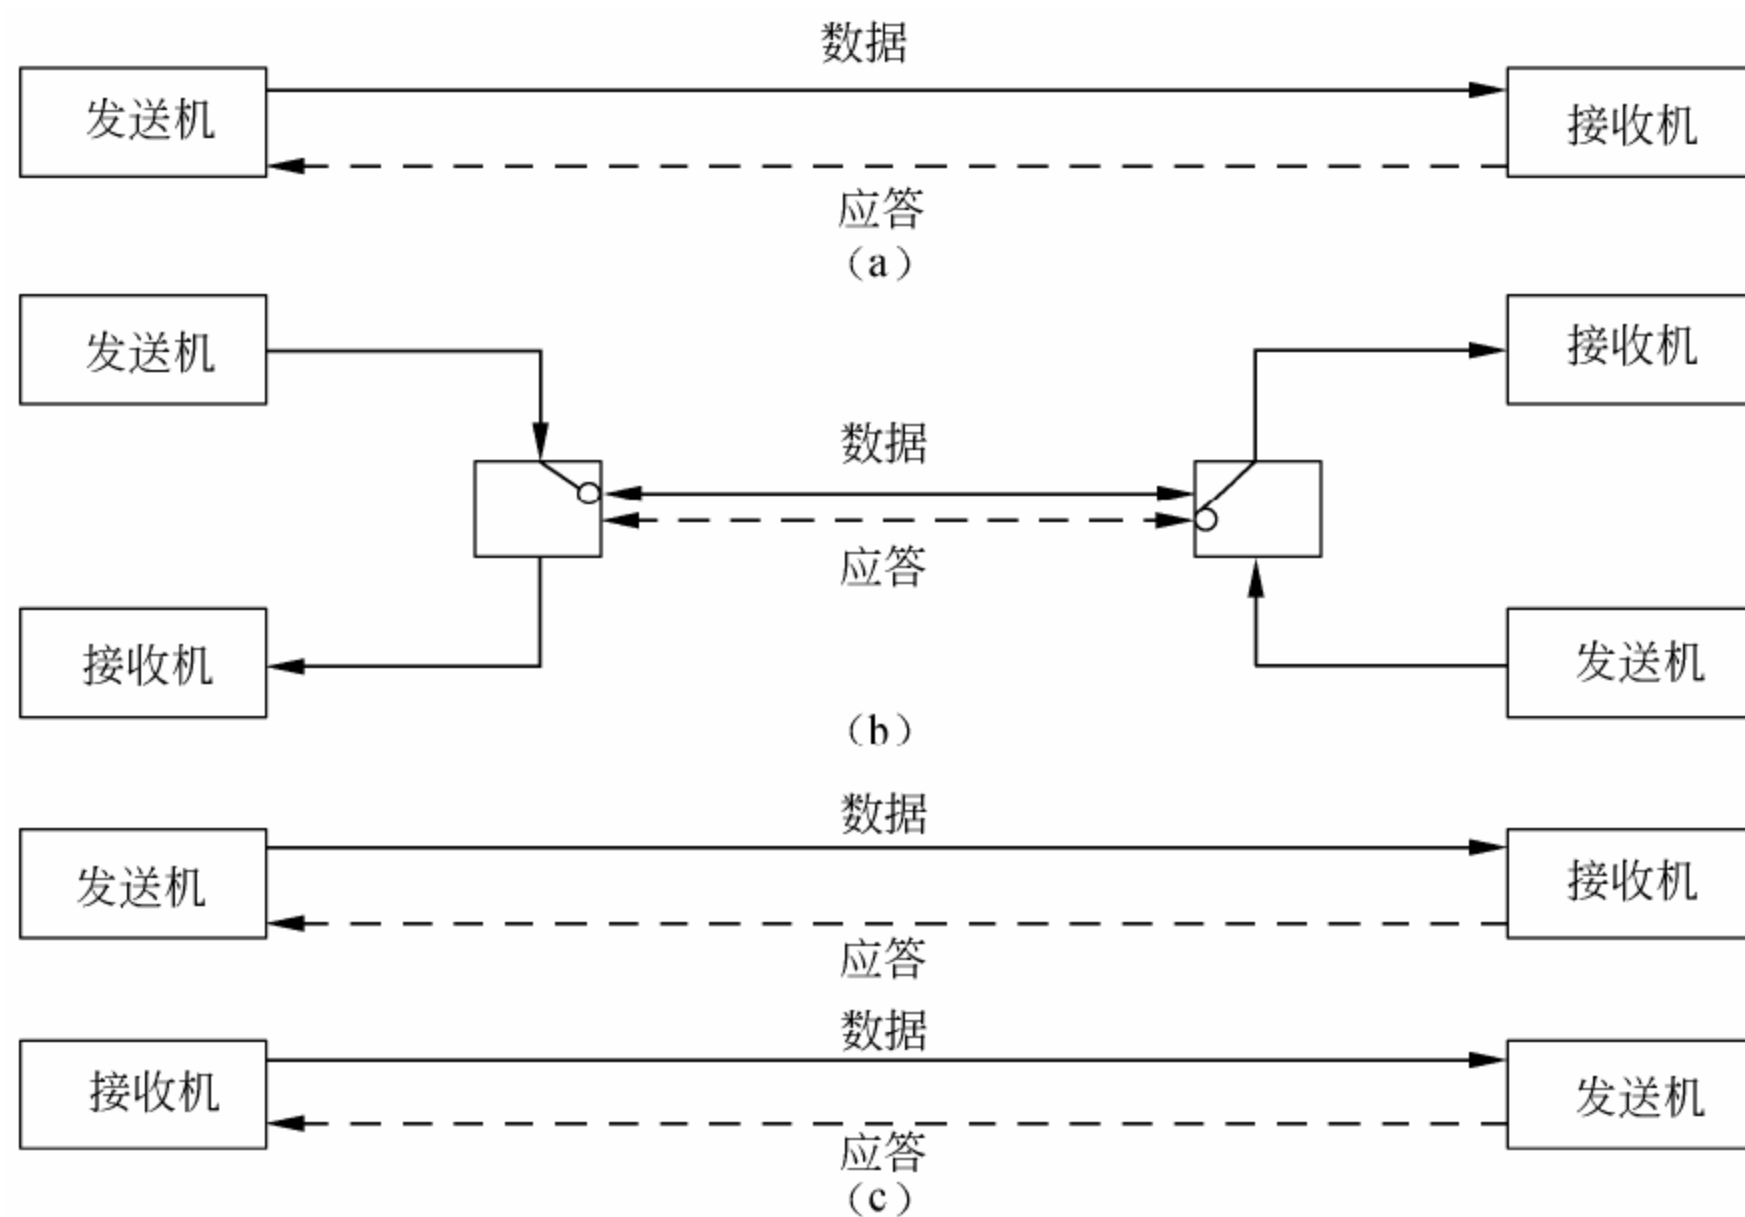 数据
发送机
接收机
应答
（a）
发送机
接收机
数据
应答
接收机
发送机
（b）
数据
发送机
接收机
应答
数据
接收机
发送机
应答
（c）